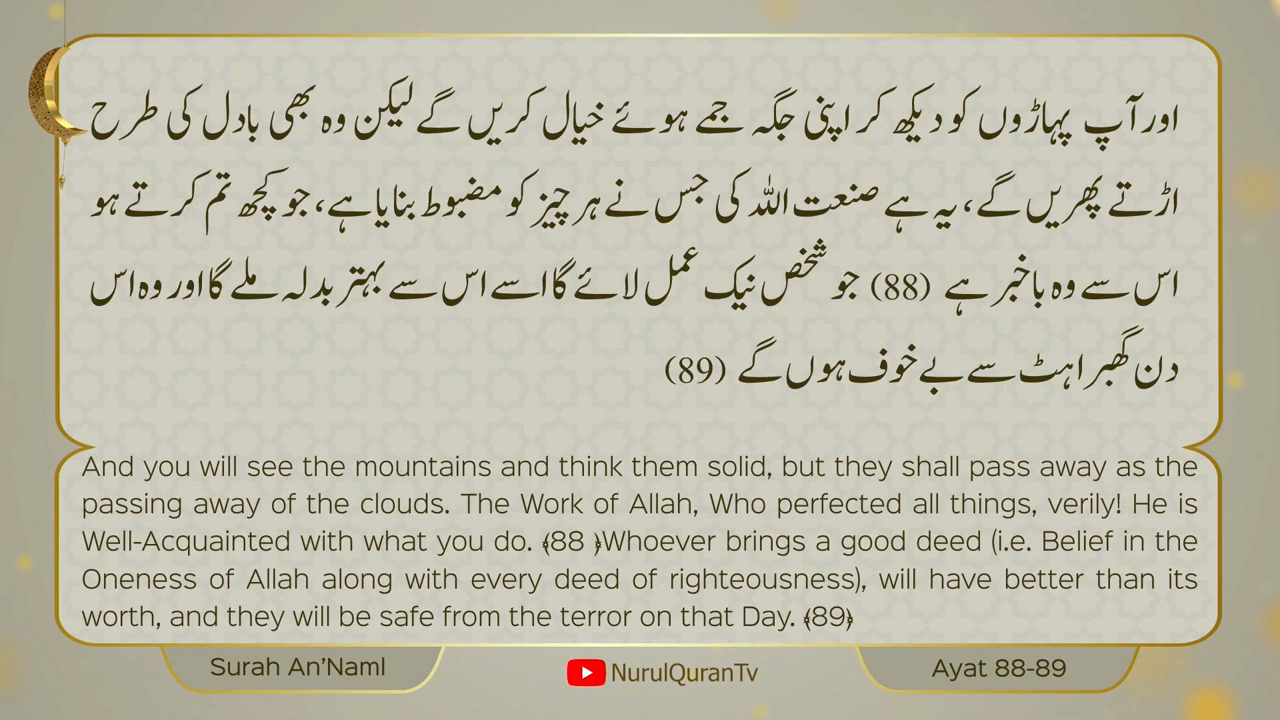 اور آپ پہاڑوں کو دیکھ کر اپنی جگہ جمے ہوئے خیال کریں گے لیکن وہ بھی بادل کی طرح
اڑتے پھریں گے، یہ ہے صنعت اللہ کی جس نے ہر چیز کو مضبوط بنایا ہے، جو کچھ تم کرتے ہو
اس سے وہ باخبر ہے (88) جو شخص نیک عمل لائے گا اسے اس سے بہتر بدلہ ملے گا اور وہ اس
دن گھبراہٹ سے بےخوف ہوں گے (89)
And you will see the mountains and think them solid, but they shall pass away as the
passing away of the clouds. The Work of Allah, Who perfected all things, verily! He is
Well-Acquainted with what you do. ﴾88 ﴿Whoever brings a good deed (i.e. Belief in the
Oneness of Allah along with every deed of righteousness), will have better than its
worth, and they will be safe from the terror on that Day. ﴾89﴿
Surah An’Naml
NurulQuranTv
Ayat 88-89